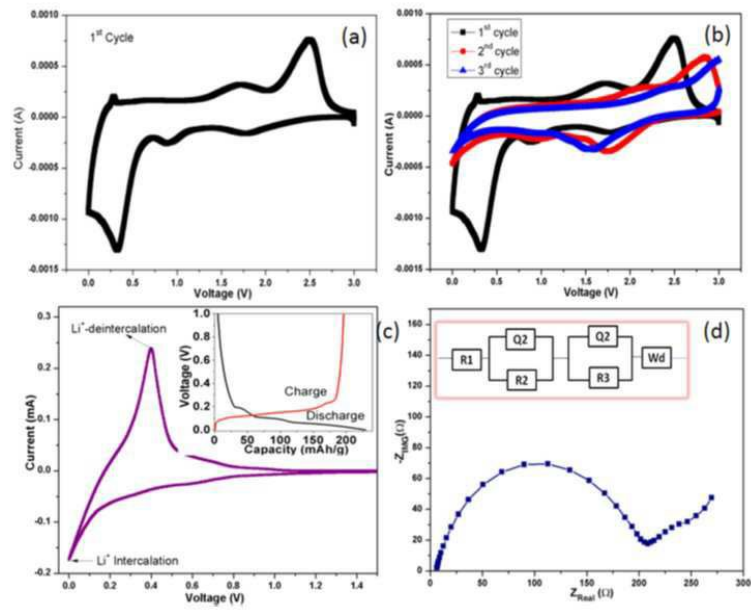 1st Cycle
(a)
Current (A)
0.0005
0.0000
-0.0005
-0.0010
-0.0015
0.0 0.5 1.0 1.5 2.0 2.5 3.0
Voltage (V)
1st cycle
2nd cycle
3rd cycle
(b)
Current (A)
0.0005
0.0000
-0.0005
-0.0010
-0.0015
0.0 0.5 1.0 1.5 2.0 2.5 3.0
Voltage (V)
(c)
Li+-deintercalation
Current (mA)
0.3
0.2
0.1
0.0
-0.1
-0.2
Li+ Intercalation
0.0 0.2 0.4 0.6 0.8 1.0 1.2 1.4
Voltage (V)
Voltage (V)
1.0
0.8
0.6
0.4
0.2
0.0
Charge
Discharge
0 50 100 150 200
Capacity (mAh/g)
(d)
R1
Q2
R2
Q2
R3
Wd
-ZIMG(Ω)
160
140
120
100
80
60
40
20
0
0 50 100 150 200 250 300
ZReal (Ω)